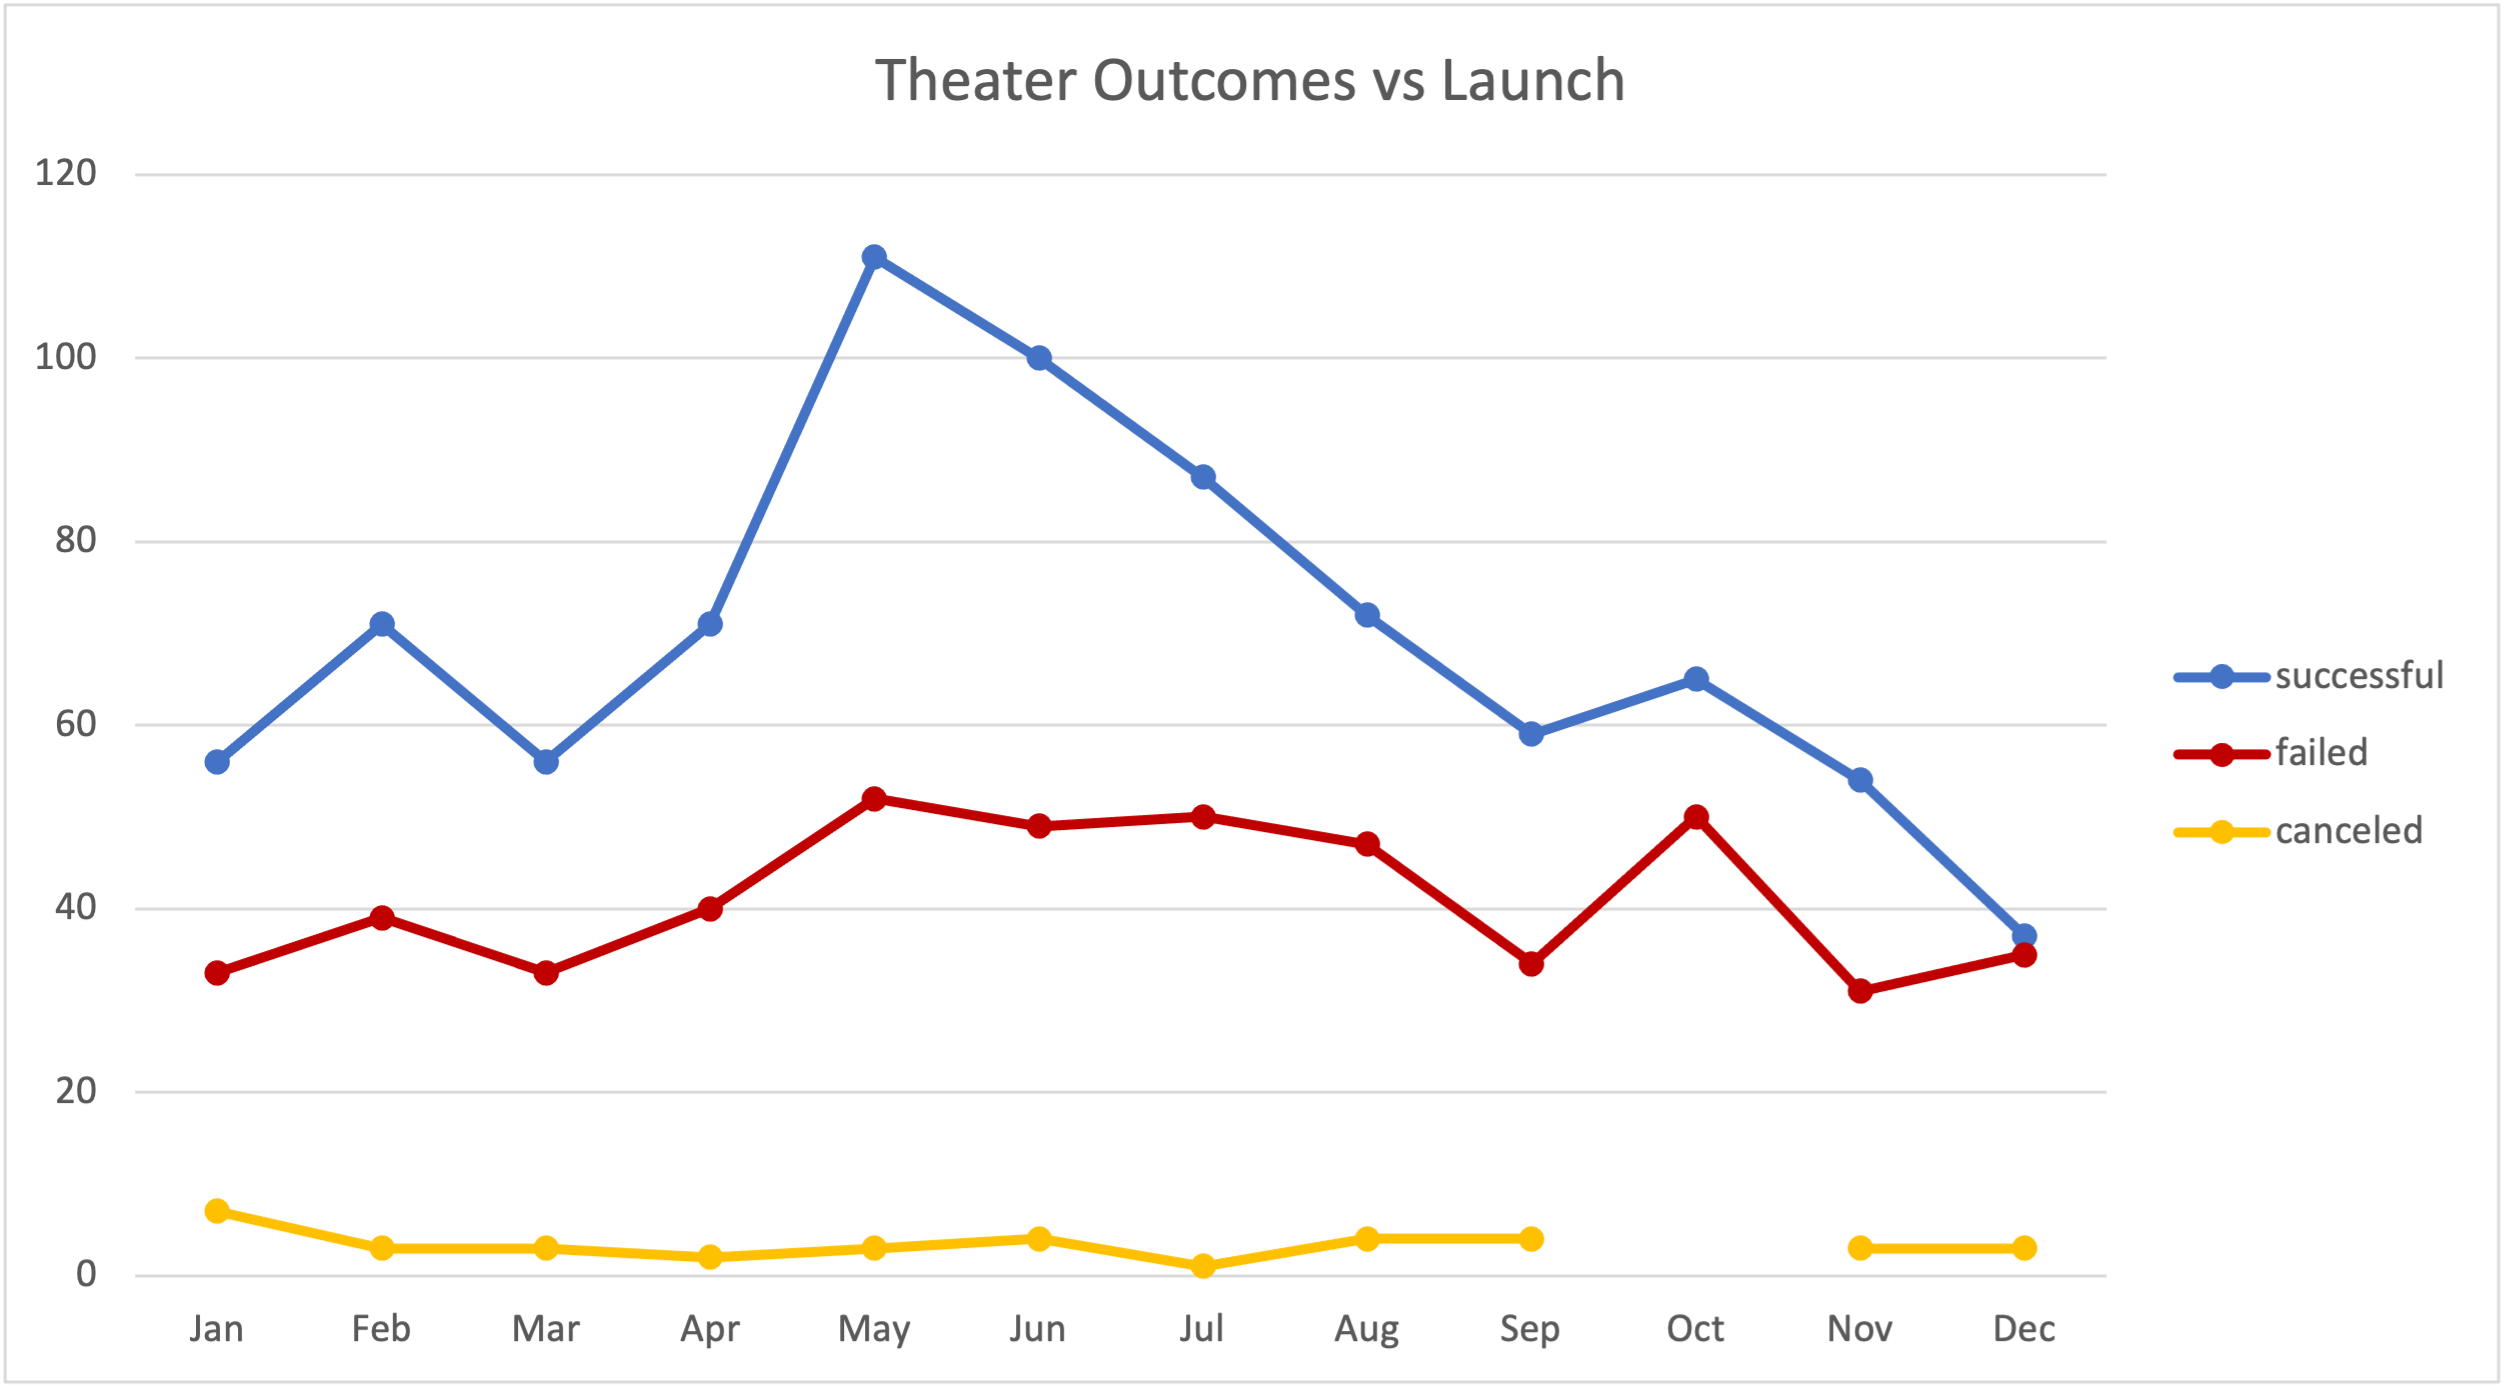 Theater Outcomes vs Launch
120
100
80
60
40
20
0
Jan Feb Mar Apr May Jun Jul Aug Sep Oct Nov Dec
successful
failed
canceled